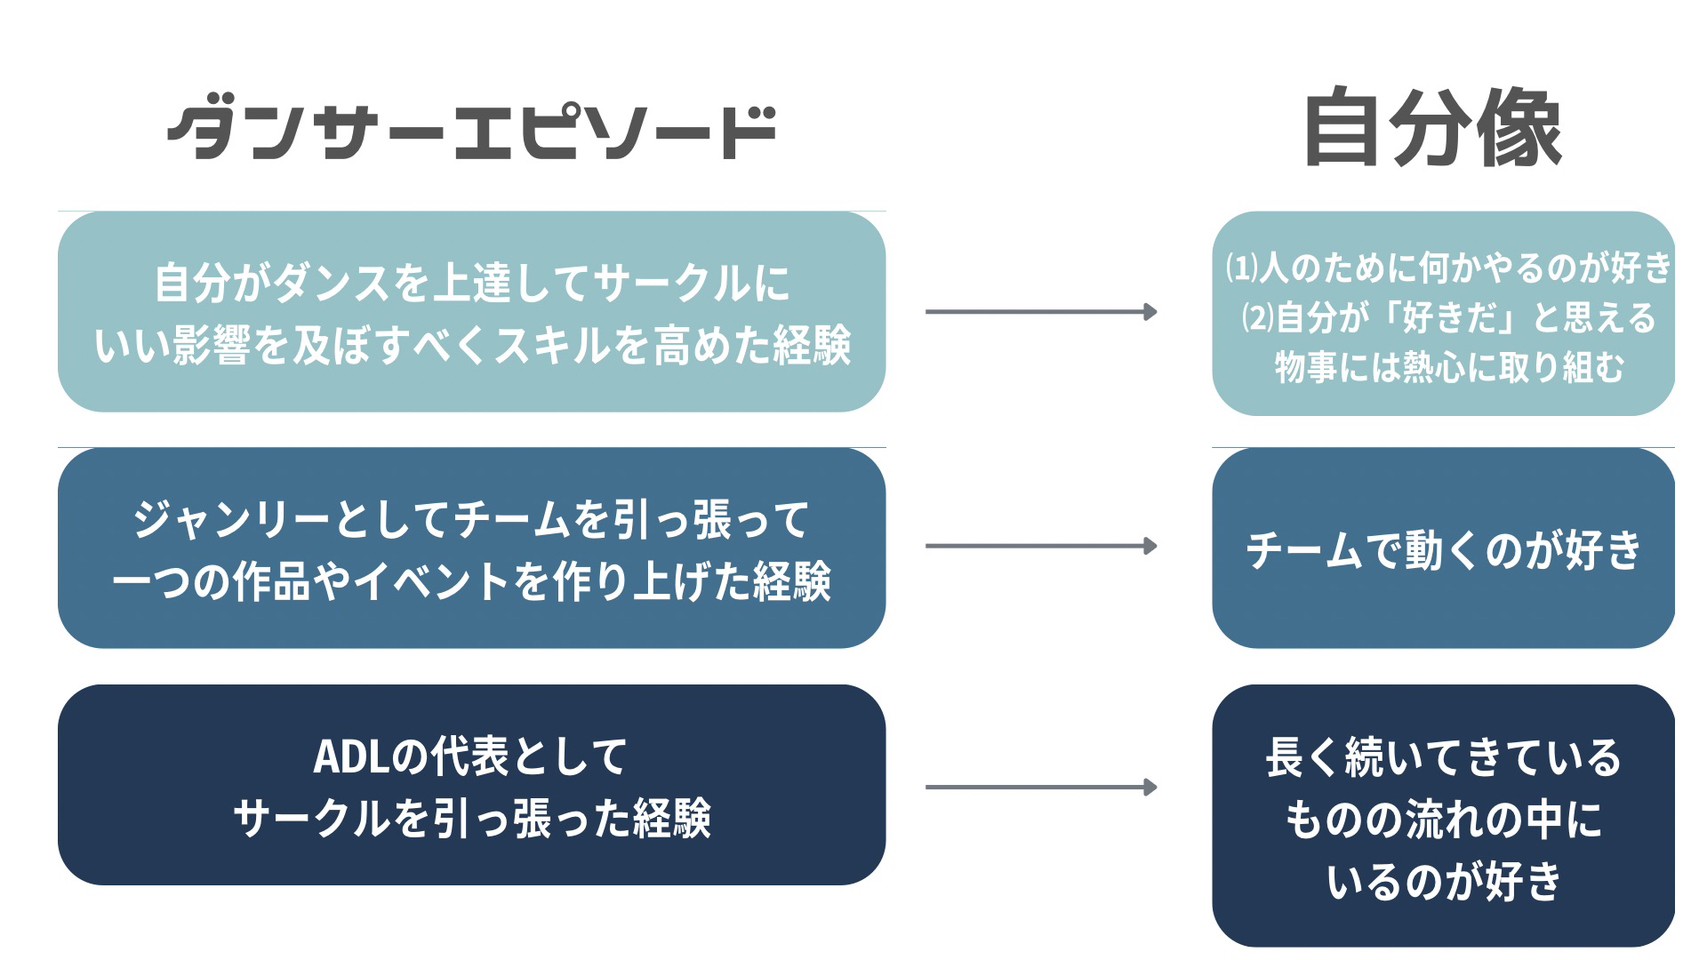 ダンサーエピソード
自分像
自分がダンスを上達してサークルに
いい影響を及ぼすべくスキルを高めた経験
⑴人のために何かやるのが好き
⑵自分が「好きだ」と思える
物事には熱心に取り組む
ジャンリーとしてチームを引っ張って
一つの作品やイベントを作り上げた経験
チームで動くのが好き
ADLの代表として
サークルを引っ張った経験
長く続いてきている
ものの流れの中に
いるのが好き